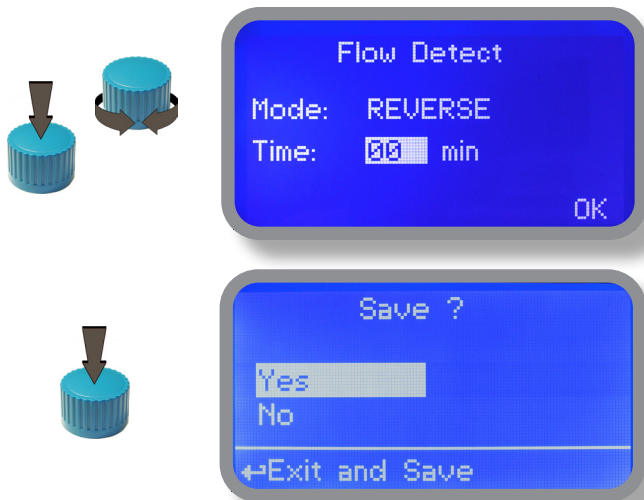 Flow Detect
Mode: REVERSE
Time: 00 min
OK
Save ?
Yes
No
↵Exit and Save